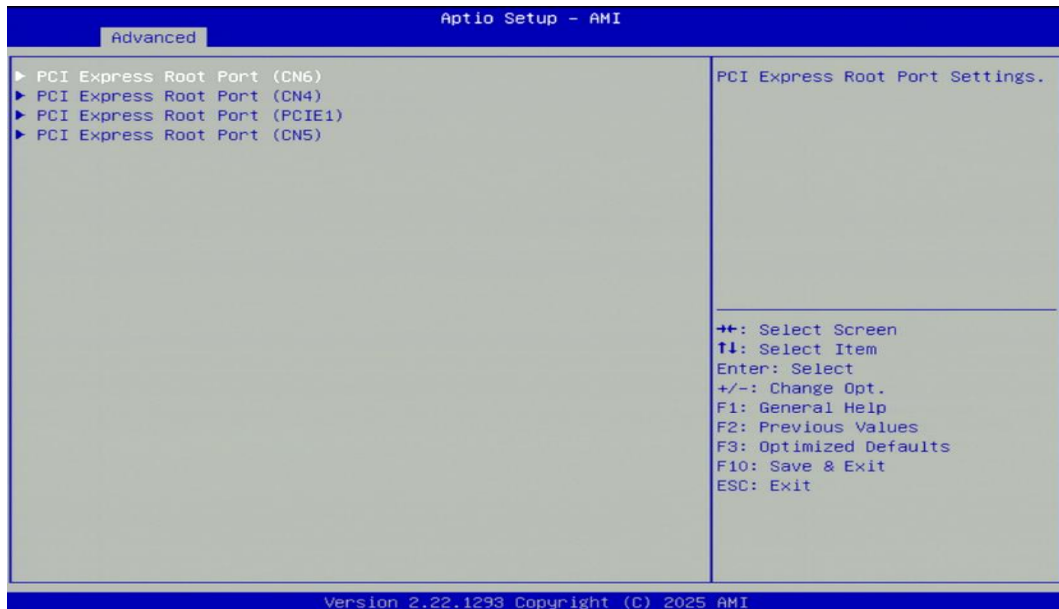 Aptio Setup - AMI
Advanced
► PCI Express Root Port (CN6)
► PCI Express Root Port (CN4)
► PCI Express Root Port (PCIE1)
► PCI Express Root Port (CN5)
PCI Express Root Port Settings.
→←: Select Screen
↑↓: Select Item
Enter: Select
+/-: Change Opt.
F1: General Help
F2: Previous Values
F3: Optimized Defaults
F10: Save & Exit
ESC: Exit
Version 2.22.1293 Copyright (C) 2025 AMI